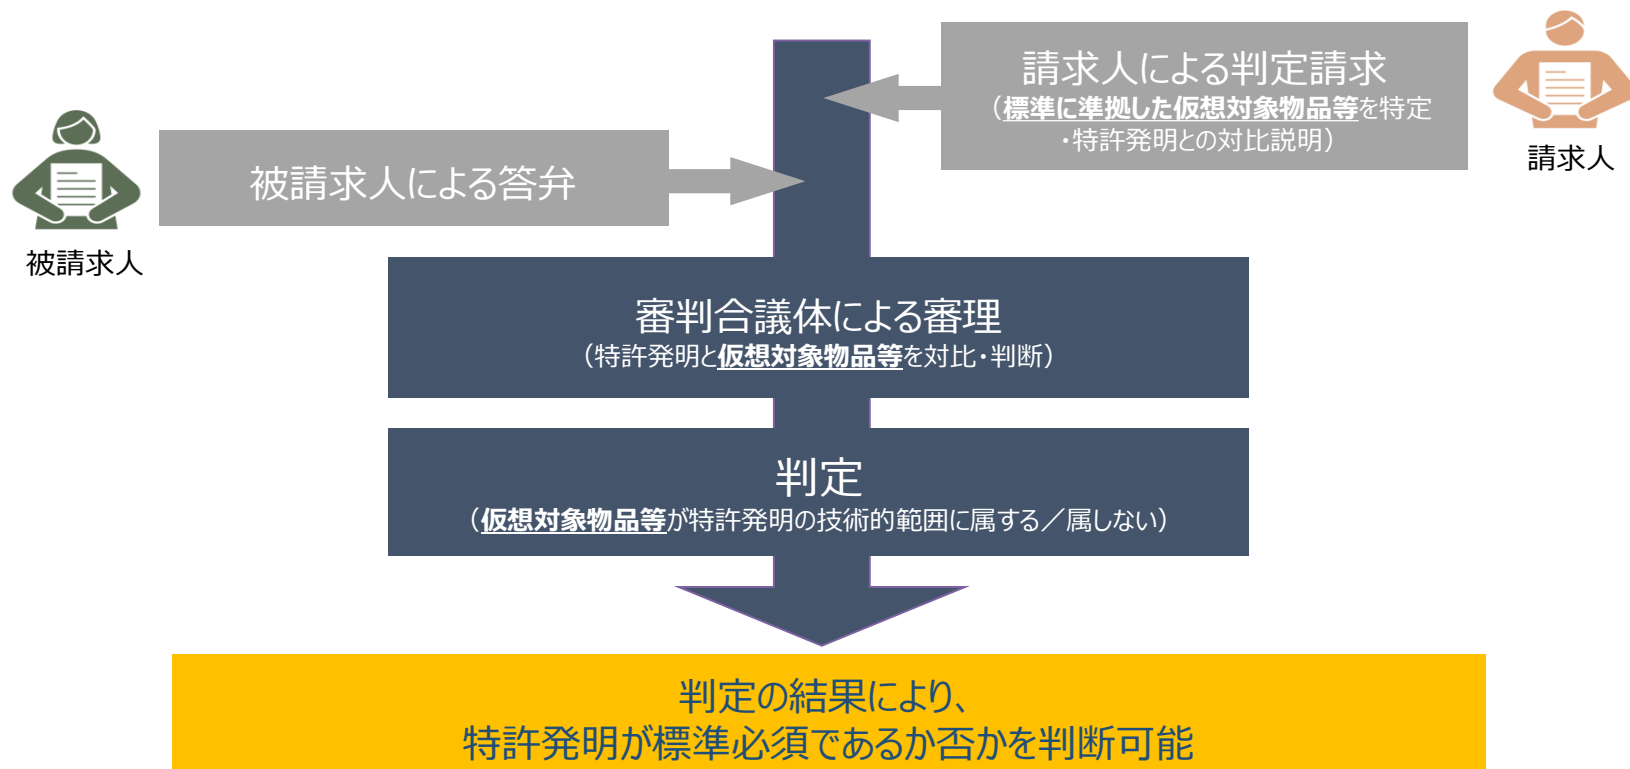 請求人による判定請求
（標準に準拠した仮想対象物品等を特定
・特許発明との対比説明）
請求人
被請求人による答弁
被請求人
審判合議体による審理
（特許発明と仮想対象物品等を対比・判断）
判定
（仮想対象物品等が特許発明の技術的範囲に属する／属しない）
判定の結果により、
特許発明が標準必須であるか否かを判断可能